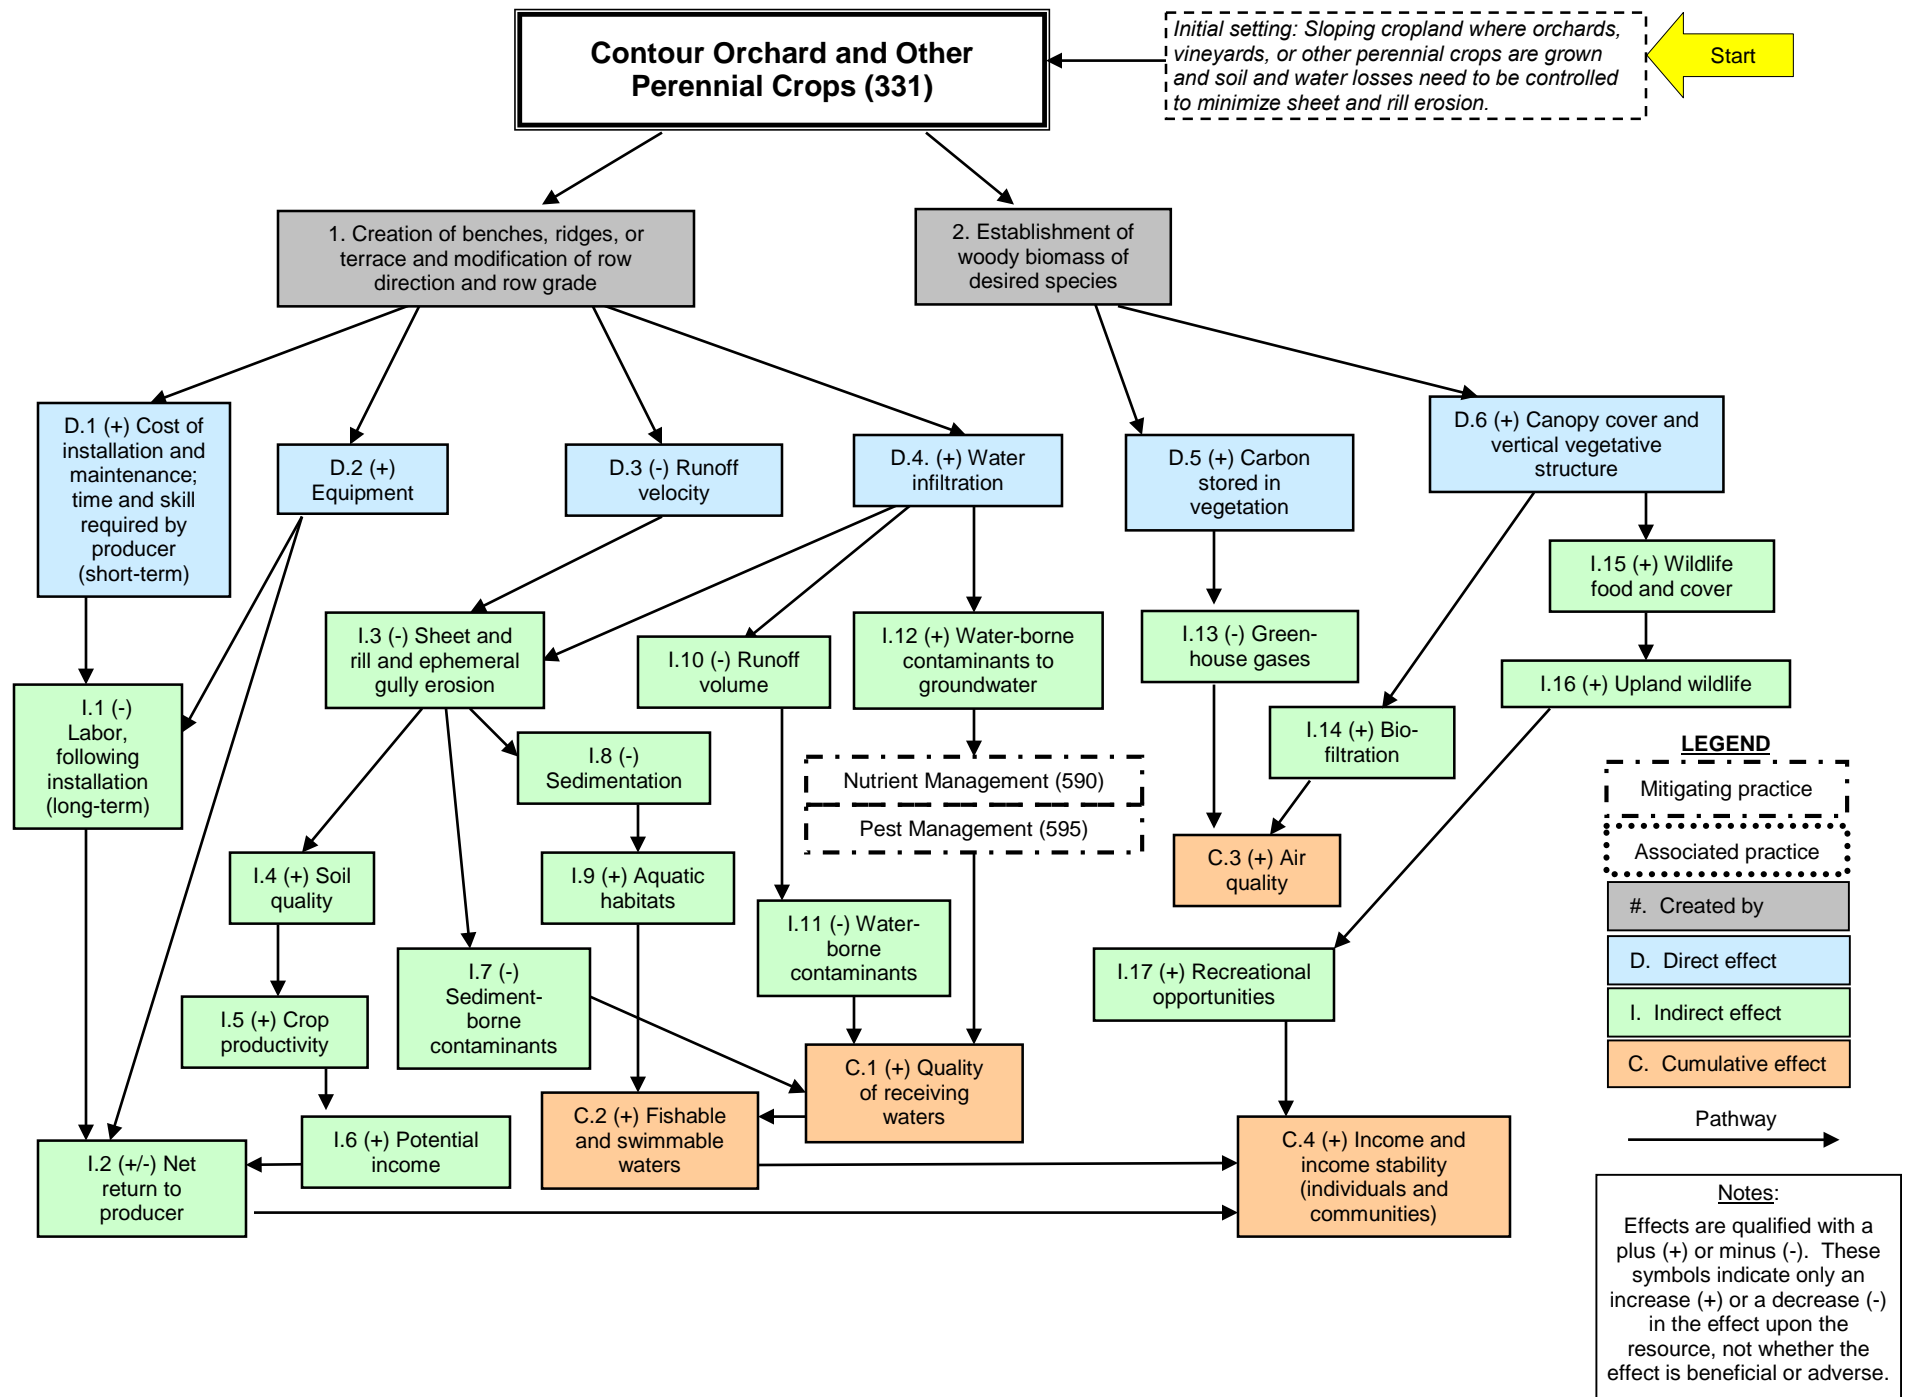 Contour Orchard and Other
Perennial Crops (331)
Initial setting: Sloping cropland where orchards,
vineyards, or other perennial crops are grown
and soil and water losses need to be controlled
to minimize sheet and rill erosion.
Start
1. Creation of benches, ridges, or
terrace and modification of row
direction and row grade
2. Establishment of
woody biomass of
desired species
D.1 (+) Cost of
installation and
maintenance;
time and skill
required by
producer
(short-term)
D.2 (+)
Equipment
D.3 (-) Runoff
velocity
D.4. (+) Water
infiltration
D.5 (+) Carbon
stored in
vegetation
D.6 (+) Canopy cover and
vertical vegetative
structure
I.15 (+) Wildlife
food and cover
I.3 (-) Sheet and
rill and ephemeral
gully erosion
I.10 (-) Runoff
volume
I.12 (+) Water-borne
contaminants to
groundwater
I.13 (-) Green-
house gases
I.16 (+) Upland wildlife
I.1 (-)
Labor,
following
installation
(long-term)
I.8 (-)
Sedimentation
I.14 (+) Bio-
filtration
Nutrient Management (590)
Pest Management (595)
I.4 (+) Soil
quality
I.9 (+) Aquatic
habitats
C.3 (+) Air
quality
I.7 (-)
Sediment-
borne
contaminants
I.11 (-) Water-
borne
contaminants
I.17 (+) Recreational
opportunities
I.5 (+) Crop
productivity
C.1 (+) Quality
of receiving
waters
C.2 (+) Fishable
and swimmable
waters
I.6 (+) Potential
income
I.2 (+/-) Net
return to
producer
C.4 (+) Income and
income stability
(individuals and
communities)
LEGEND
Mitigating practice
Associated practice
#. Created by
D. Direct effect
I. Indirect effect
C. Cumulative effect
Pathway
Notes:
Effects are qualified with a
plus (+) or minus (-). These
symbols indicate only an
increase (+) or a decrease (-)
in the effect upon the
resource, not whether the
effect is beneficial or adverse.